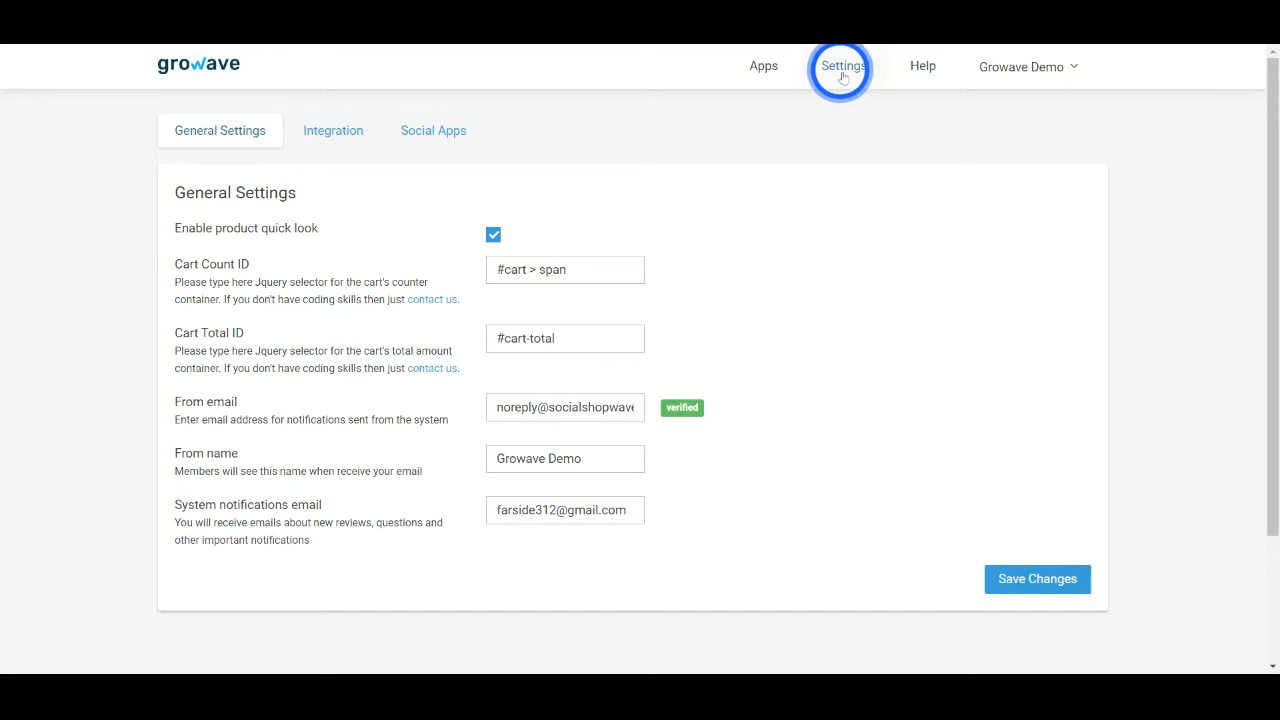 growave
Apps
Settings
Help
Growave Demo
General Settings
Integration
Social Apps
General Settings
Enable product quick look
Cart Count ID
Please type here Jquery selector for the cart's counter
container. If you don't have coding skills then just contact us.
#cart > span
Cart Total ID
Please type here Jquery selector for the cart's total amount
container. If you don't have coding skills then just contact us.
#cart-total
From email
Enter email address for notifications sent from the system
noreply@socialshopwave
verified
From name
Members will see this name when receive your email
Growave Demo
System notifications email
You will receive emails about new reviews, questions and
other important notifications
farside312@gmail.com
Save Changes